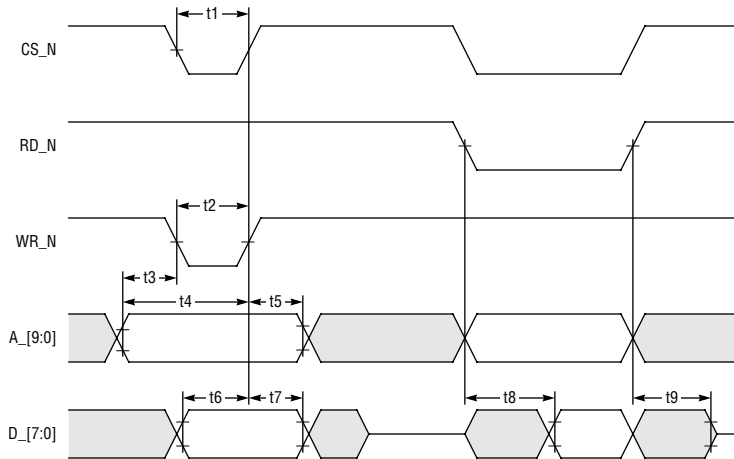 t1
CS_N
RD_N
t2
WR_N
t3
t4
t5
A_[9:0]
t6
t7
t8
t9
D_[7:0]